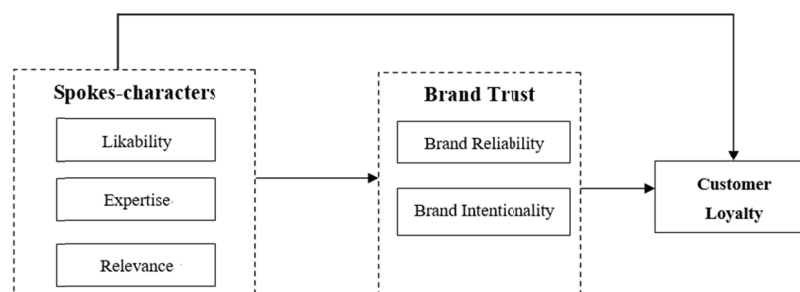 Spokes-characters
Likability
Expertise
Relevance
Brand Trust
Brand Reliability
Brand Intentionality
Customer
Loyalty